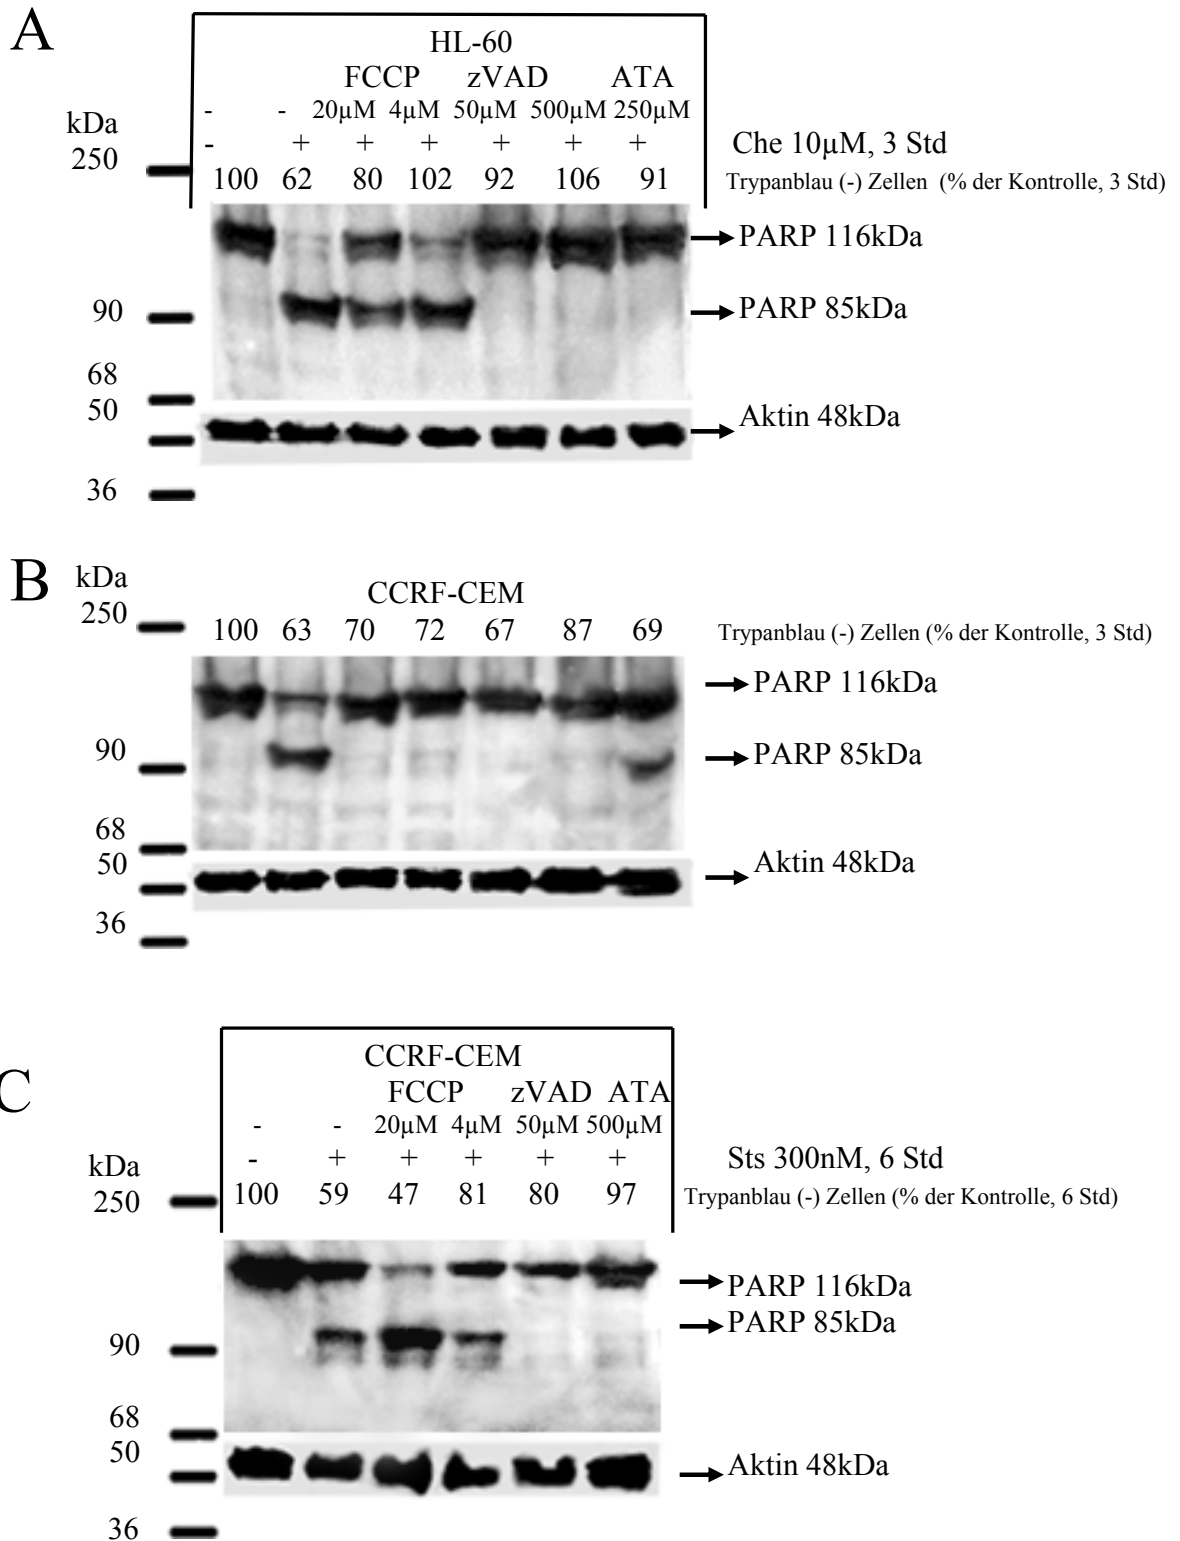 A
HL-60
FCCP zVAD ATA
- - 20µM 4µM 50µM 500µM 250µM
kDa
- + + + + + + Che 10µM, 3 Std
250
100 62 80 102 92 106 91 Trypanblau (-) Zellen (% der Kontrolle, 3 Std)
PARP 116kDa
90
PARP 85kDa
68
50
Aktin 48kDa
36
B
kDa
CCRF-CEM
250
100 63 70 72 67 87 69 Trypanblau (-) Zellen (% der Kontrolle, 3 Std)
PARP 116kDa
90
PARP 85kDa
68
50
Aktin 48kDa
36
C
CCRF-CEM
FCCP zVAD ATA
- - 20µM 4µM 50µM 500µM
kDa
- + + + + + Sts 300nM, 6 Std
250
100 59 47 81 80 97 Trypanblau (-) Zellen (% der Kontrolle, 6 Std)
PARP 116kDa
PARP 85kDa
90
68
50
Aktin 48kDa
36